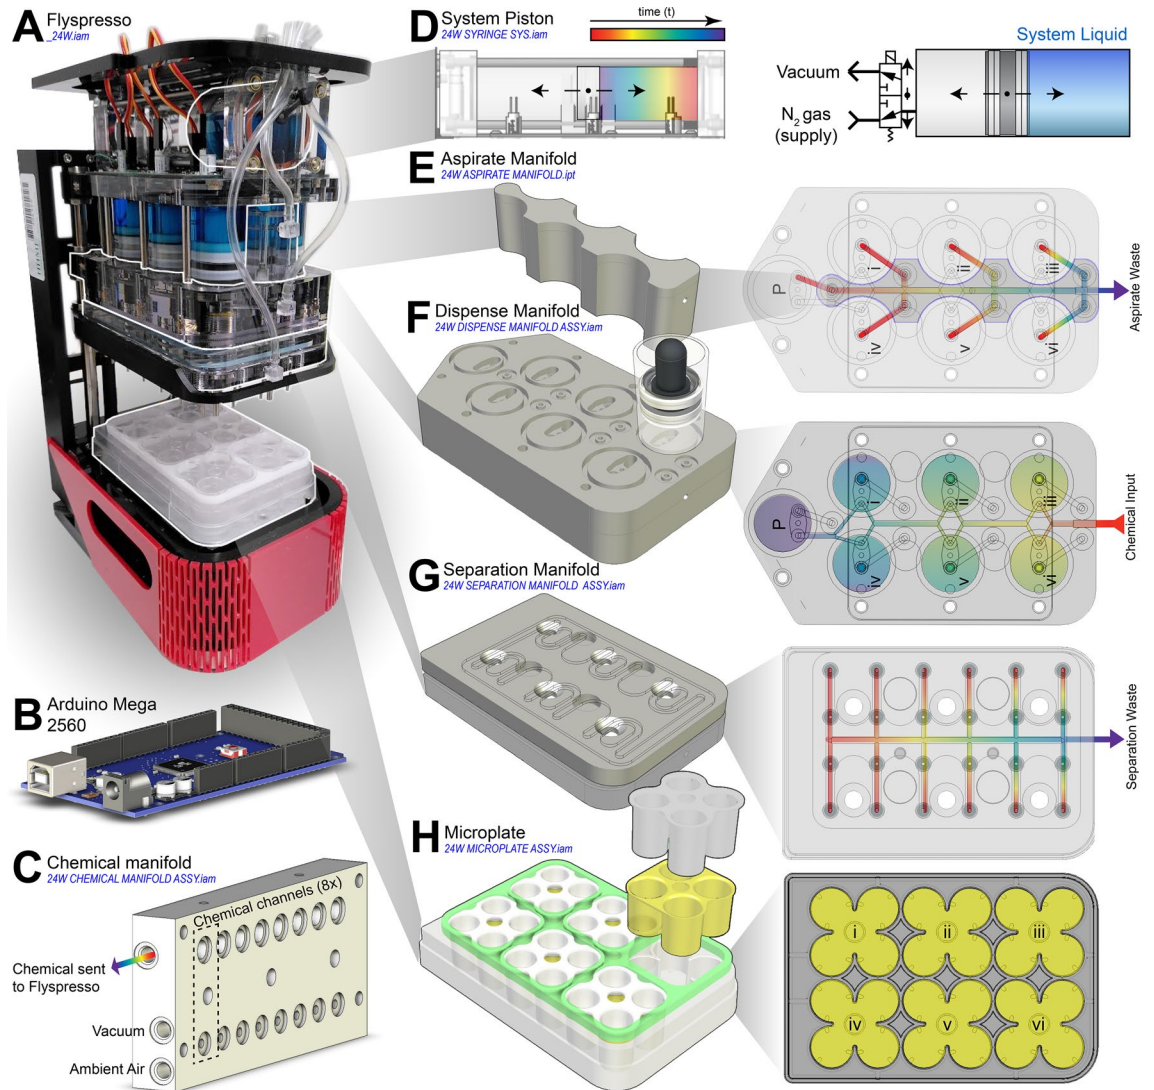 A Flyspresso
_24W.iam
D System Piston
24W SYRINGE SYS.iam
time (t)
System Liquid
Vacuum
N2 gas
(supply)
E Aspirate Manifold
24W ASPIRATE MANIFOLD.ipt
P
i
ii
iii
iv
v
vi
Aspirate Waste
F Dispense Manifold
24W DISPENSE MANIFOLD ASSY.iam
P
i
ii
iii
iv
v
vi
Chemical Input
G Separation Manifold
24W SEPARATION MANIFOLD ASSY.iam
Separation Waste
B Arduino Mega
2560
C Chemical manifold
24W CHEMICAL MANIFOLD ASSY.iam
Chemical channels (8x)
Chemical sent
to Flyspresso
Vacuum
Ambient Air
H Microplate
24W MICROPLATE ASSY.iam
i
ii
iii
iv
v
vi